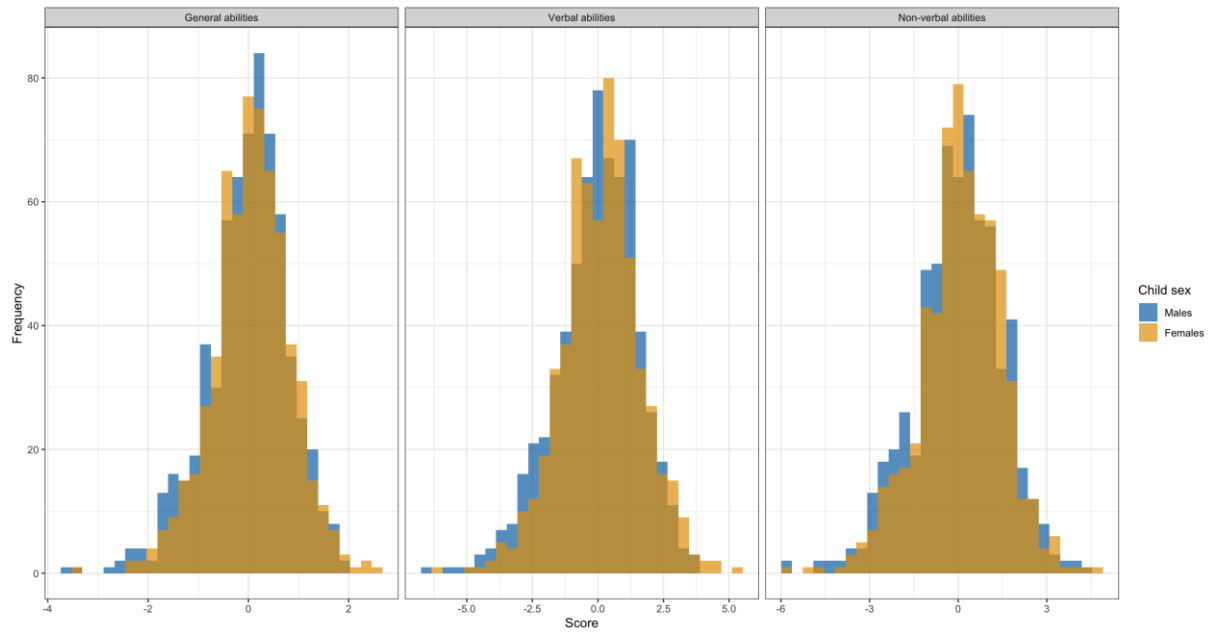 General abilities
Verbal abilities
Non-verbal abilities
80
60
40
20
0
Frequency
-4
-2
0
2
-5.0
-2.5
0.0
2.5
5.0
-6
-3
0
3
Score
Child sex
Males
Females